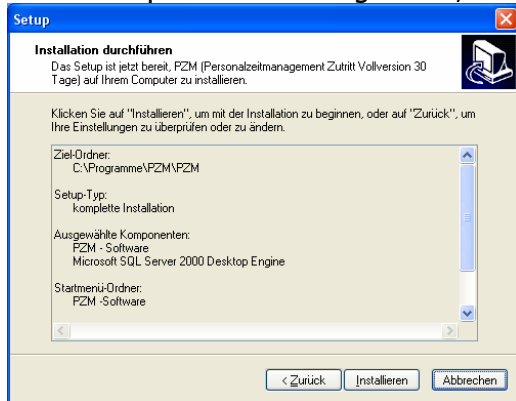 Setup
Installation durchführen
Das Setup ist jetzt bereit, PZM (Personalzeitmanagement Zutritt Vollversion 30
Tage) auf Ihrem Computer zu installieren.
Klicken Sie auf "Installieren", um mit der Installation zu beginnen, oder auf "Zurück", um
Ihre Einstellungen zu überprüfen oder zu ändern.
Ziel-Ordner:
C:\Programme\PZM\PZM
Setup-Typ:
komplette Installation
Ausgewählte Komponenten:
PZM - Software
Microsoft SQL Server 2000 Desktop Engine
Startmenü-Ordner:
PZM -Software
< Zurück Installieren Abbrechen